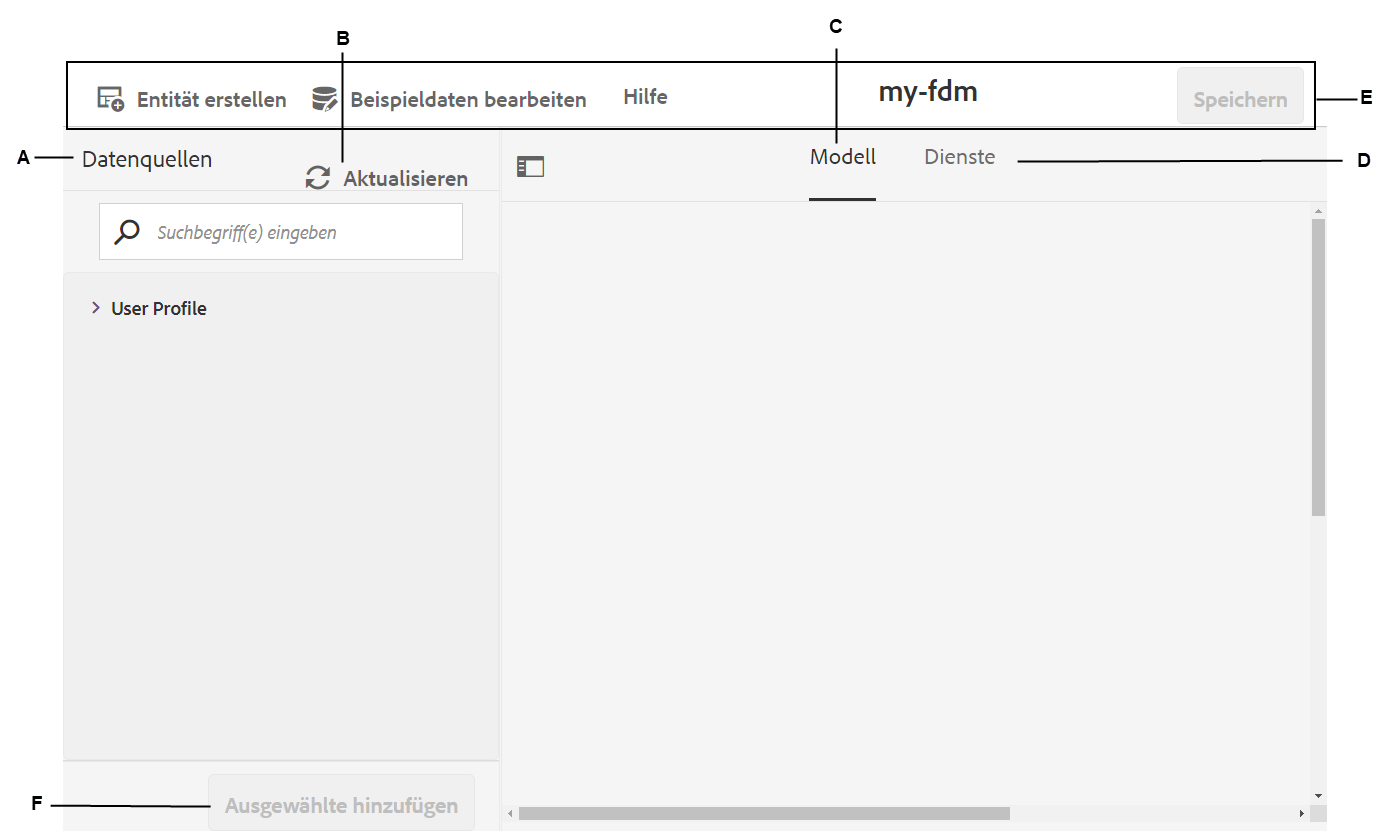 B
C
Entität erstellen Beispieldaten bearbeiten Hilfe my-fdm Speichern
E
A
Datenquellen
Aktualisieren
Modell Dienste
D
Suchbegriff(e) eingeben
User Profile
F
Ausgewählte hinzufügen